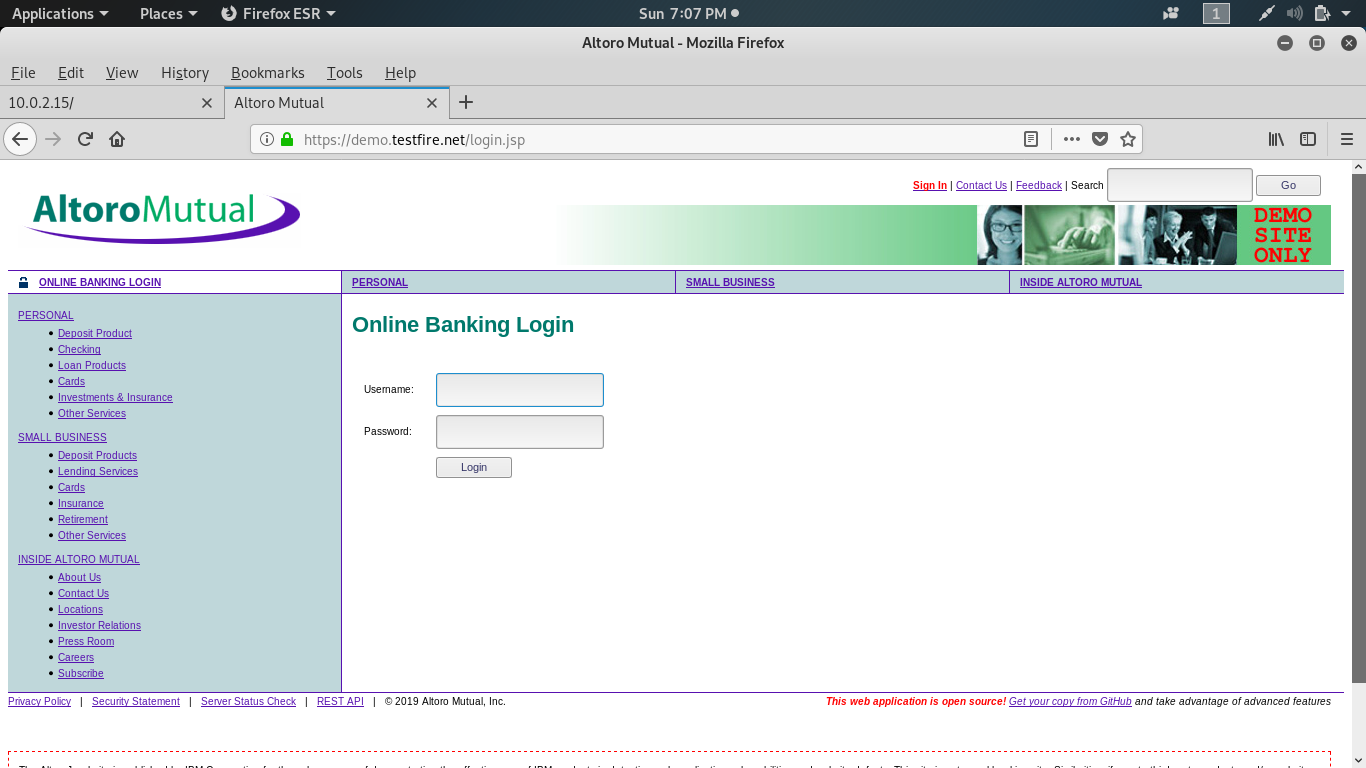 Applications Places Firefox ESR Sun 7:07 PM 1
Altoro Mutual - Mozilla Firefox
File Edit View History Bookmarks Tools Help
10.0.2.15/ Altoro Mutual
https://demo.testfire.net/login.jsp
Sign In | Contact Us | Feedback | Search Go
AltoroMutual
DEMO
SITE
ONLY
ONLINE BANKING LOGIN PERSONAL SMALL BUSINESS INSIDE ALTORO MUTUAL
PERSONAL
Deposit Product
Checking
Loan Products
Cards
Investments & Insurance
Other Services
SMALL BUSINESS
Deposit Products
Lending Services
Cards
Insurance
Retirement
Other Services
INSIDE ALTORO MUTUAL
About Us
Contact Us
Locations
Investor Relations
Press Room
Careers
Subscribe
Online Banking Login
Username:
Password:
Login
Privacy Policy | Security Statement | Server Status Check | REST API | © 2019 Altoro Mutual, Inc. This web application is open source! Get your copy from GitHub and take advantage of advanced features